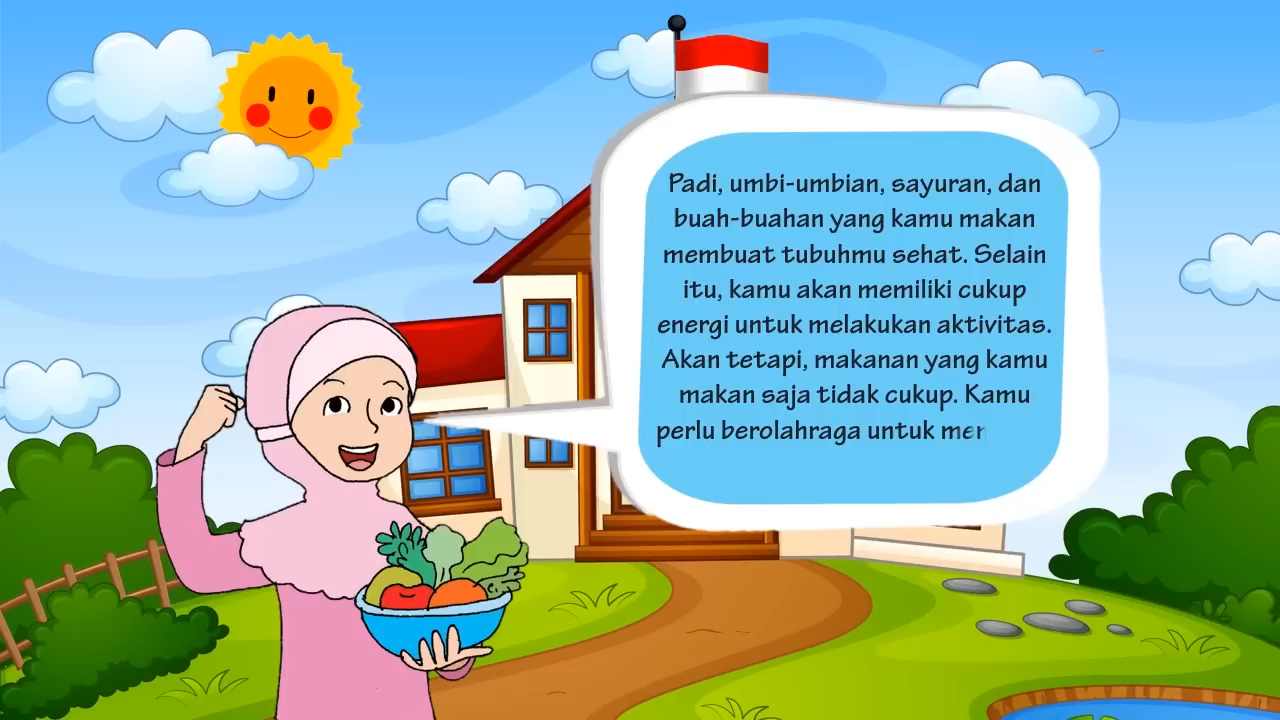 Padi, umbi-umbian, sayuran, dan
buah-buahan yang kamu makan
membuat tubuhmu sehat. Selain
itu, kamu akan memiliki cukup
energi untuk melakukan aktivitas.
Akan tetapi, makanan yang kamu
makan saja tidak cukup. Kamu
perlu berolahraga untuk